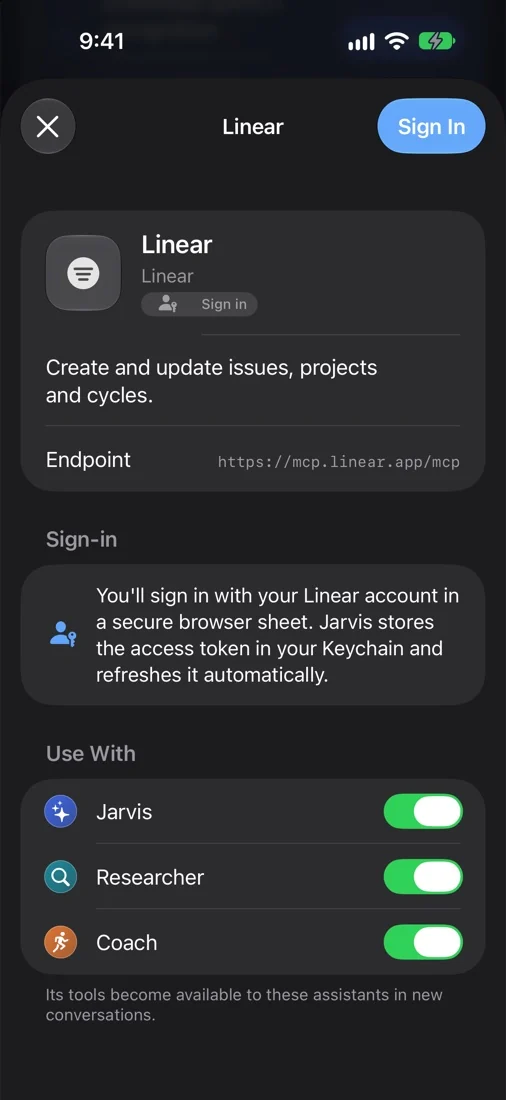 9:41
Linear
Sign In
Linear
Linear
Sign in
Create and update issues, projects
and cycles.
Endpoint
https://mcp.linear.app/mcp
Sign-in
You'll sign in with your Linear account in
a secure browser sheet. Jarvis stores
the access token in your Keychain and
refreshes it automatically.
Use With
Jarvis
Researcher
Coach
Its tools become available to these assistants in new
conversations.